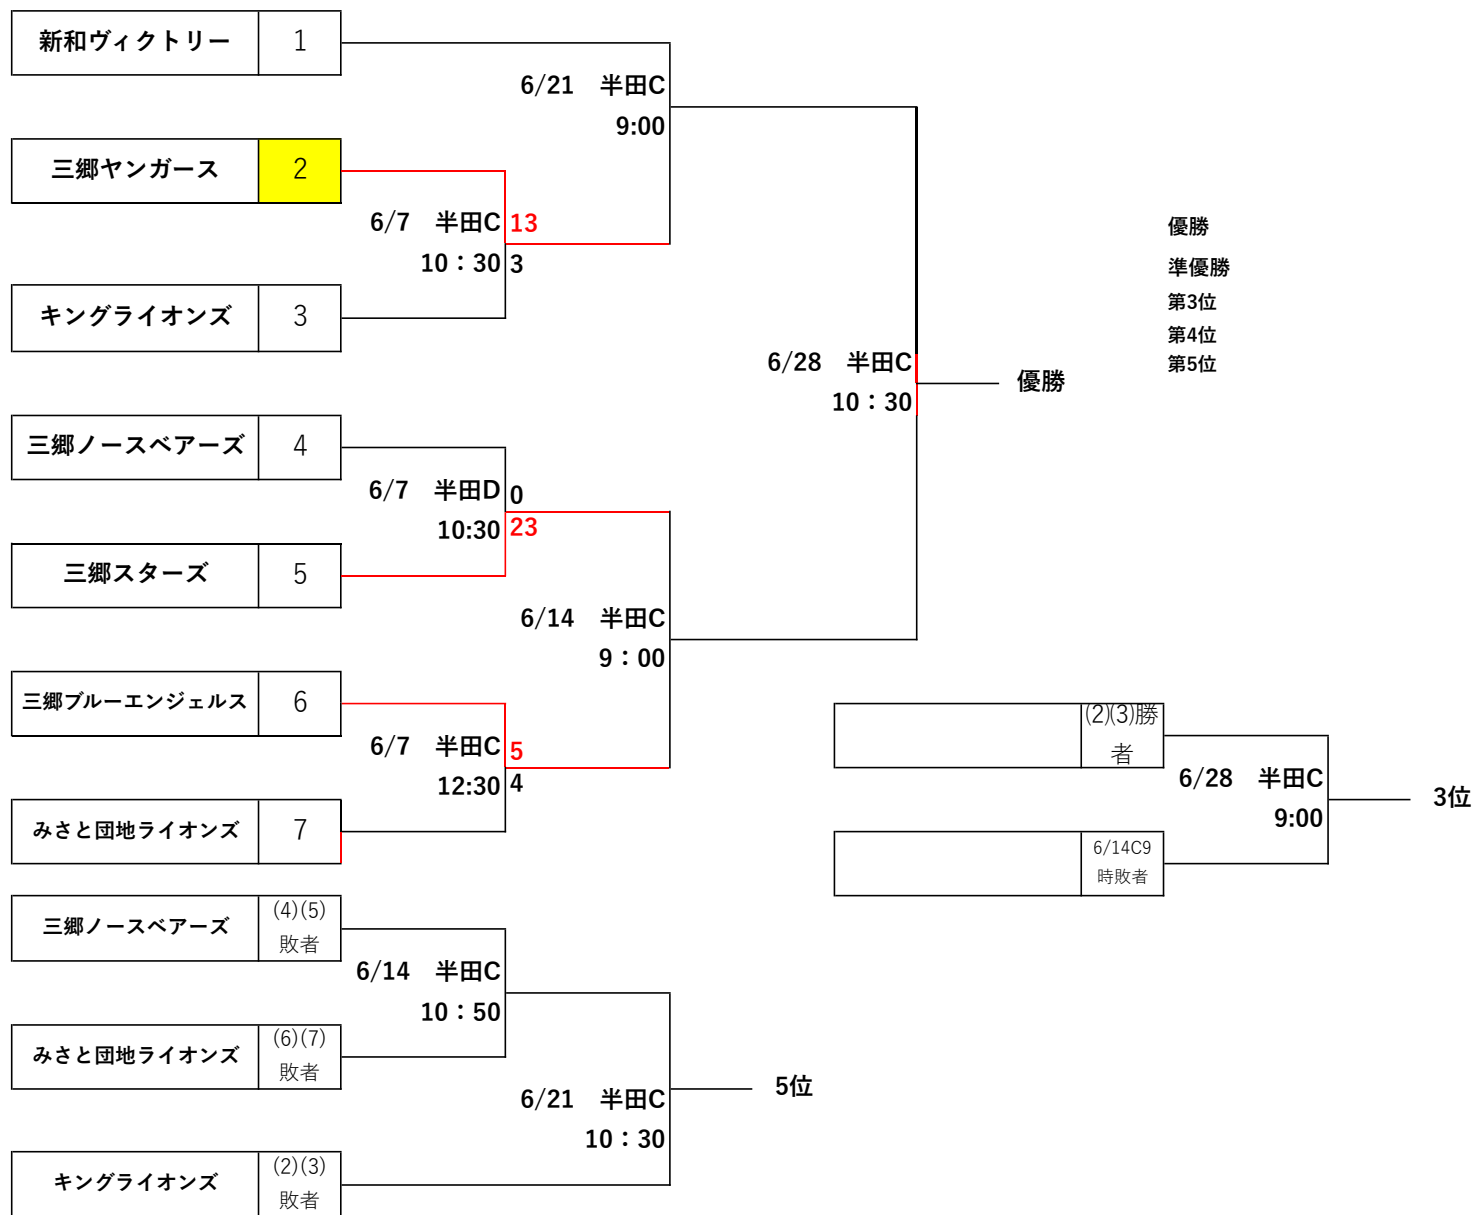 新和ヴィクトリー 1
6/21 半田C
9:00
三郷ヤンガース 2
6/7 半田C 13
10：30 3
キングライオンズ 3
優勝
準優勝
第3位
第4位
第5位
6/28 半田C
10：30
優勝
三郷ノースベアーズ 4
6/7 半田D 0
10:30 23
三郷スターズ 5
6/14 半田C
9：00
三郷ブルーエンジェルス 6
6/7 半田C 5
12:30 4
みさと団地ライオンズ 7
(2)(3)勝
者
6/28 半田C
9:00
3位
6/14C9
時敗者
三郷ノースベアーズ (4)(5)
敗者
6/14 半田C
10：50
みさと団地ライオンズ (6)(7)
敗者
6/21 半田C
10：30
5位
キングライオンズ (2)(3)
敗者